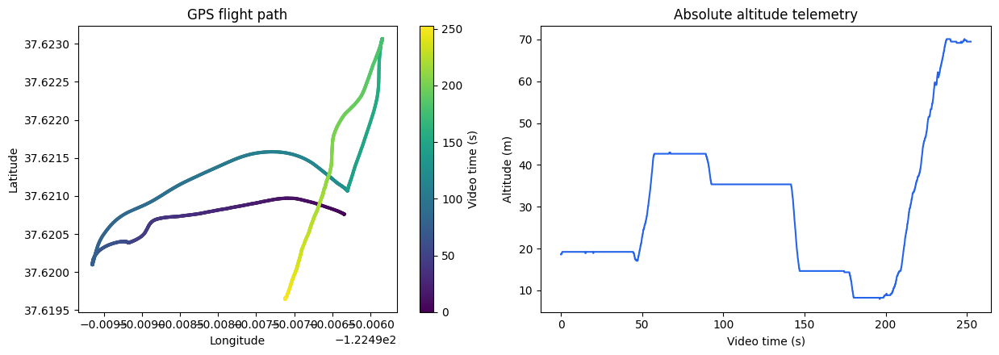 GPS flight path
37.6230
37.6225
37.6220
37.6215
37.6210
37.6205
37.6200
37.6195
Latitude
−0.0095−0.0090−0.0085−0.0080−0.0075−0.0070−0.0065−0.0060
Longitude
−1.2249e2
250
200
150
100
50
0
Video time (s)
Absolute altitude telemetry
70
60
50
40
30
20
10
Altitude (m)
0 50 100 150 200 250
Video time (s)